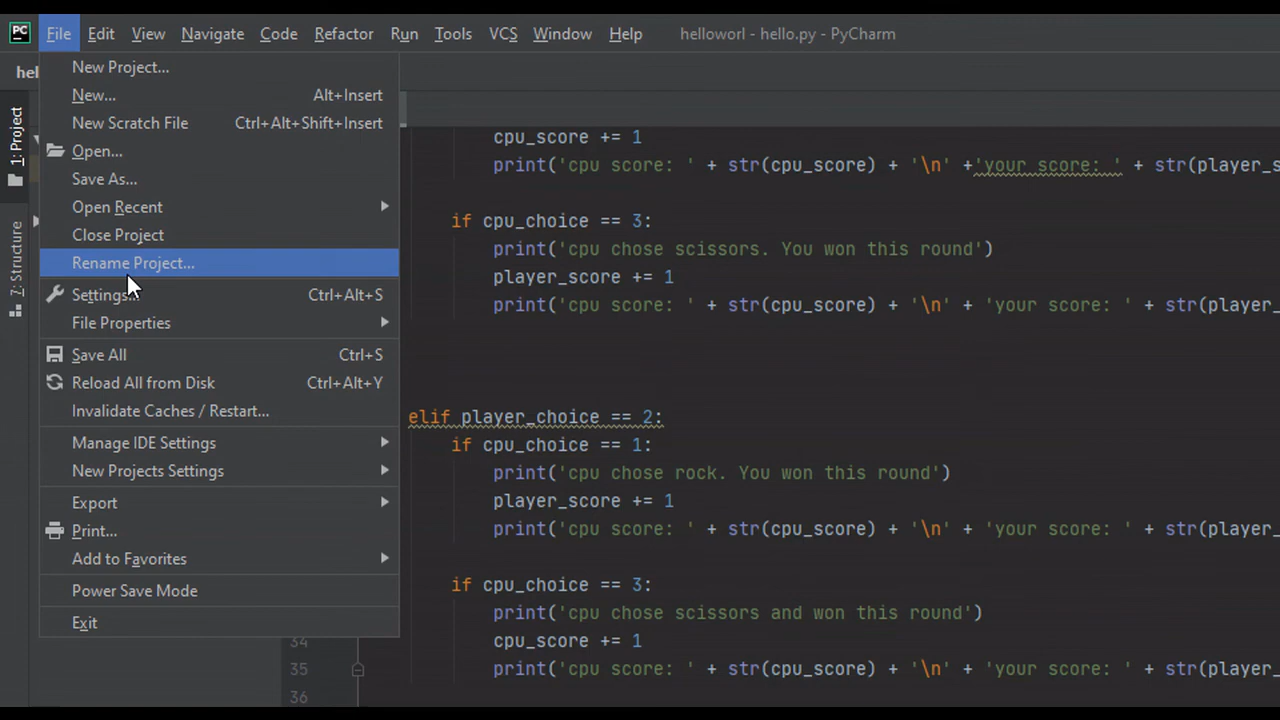 PC File Edit View Navigate Code Refactor Run Tools VCS Window Help helloworl - hello.py - PyCharm
hel
New Project...
New... Alt+Insert
New Scratch File Ctrl+Alt+Shift+Insert
Open...
Save As...
Open Recent
Close Project
Rename Project...
Settings... Ctrl+Alt+S
File Properties
Save All Ctrl+S
Reload All from Disk Ctrl+Alt+Y
Invalidate Caches / Restart...
Manage IDE Settings
New Projects Settings
Export
Print...
Add to Favorites
Power Save Mode
Exit
1: Project
7: Structure
cpu_score += 1
print('cpu score: ' + str(cpu_score) + '\n' +'your score: ' + str(player_s
if cpu_choice == 3:
print('cpu chose scissors. You won this round')
player_score += 1
print('cpu score: ' + str(cpu_score) + '\n' + 'your score: ' + str(player_
elif player_choice == 2:
if cpu_choice == 1:
print('cpu chose rock. You won this round')
player_score += 1
print('cpu score: ' + str(cpu_score) + '\n' + 'your score: ' + str(player_
if cpu_choice == 3:
print('cpu chose scissors and won this round')
34 cpu_score += 1
35 print('cpu score: ' + str(cpu_score) + '\n' + 'your score: ' + str(player_
36